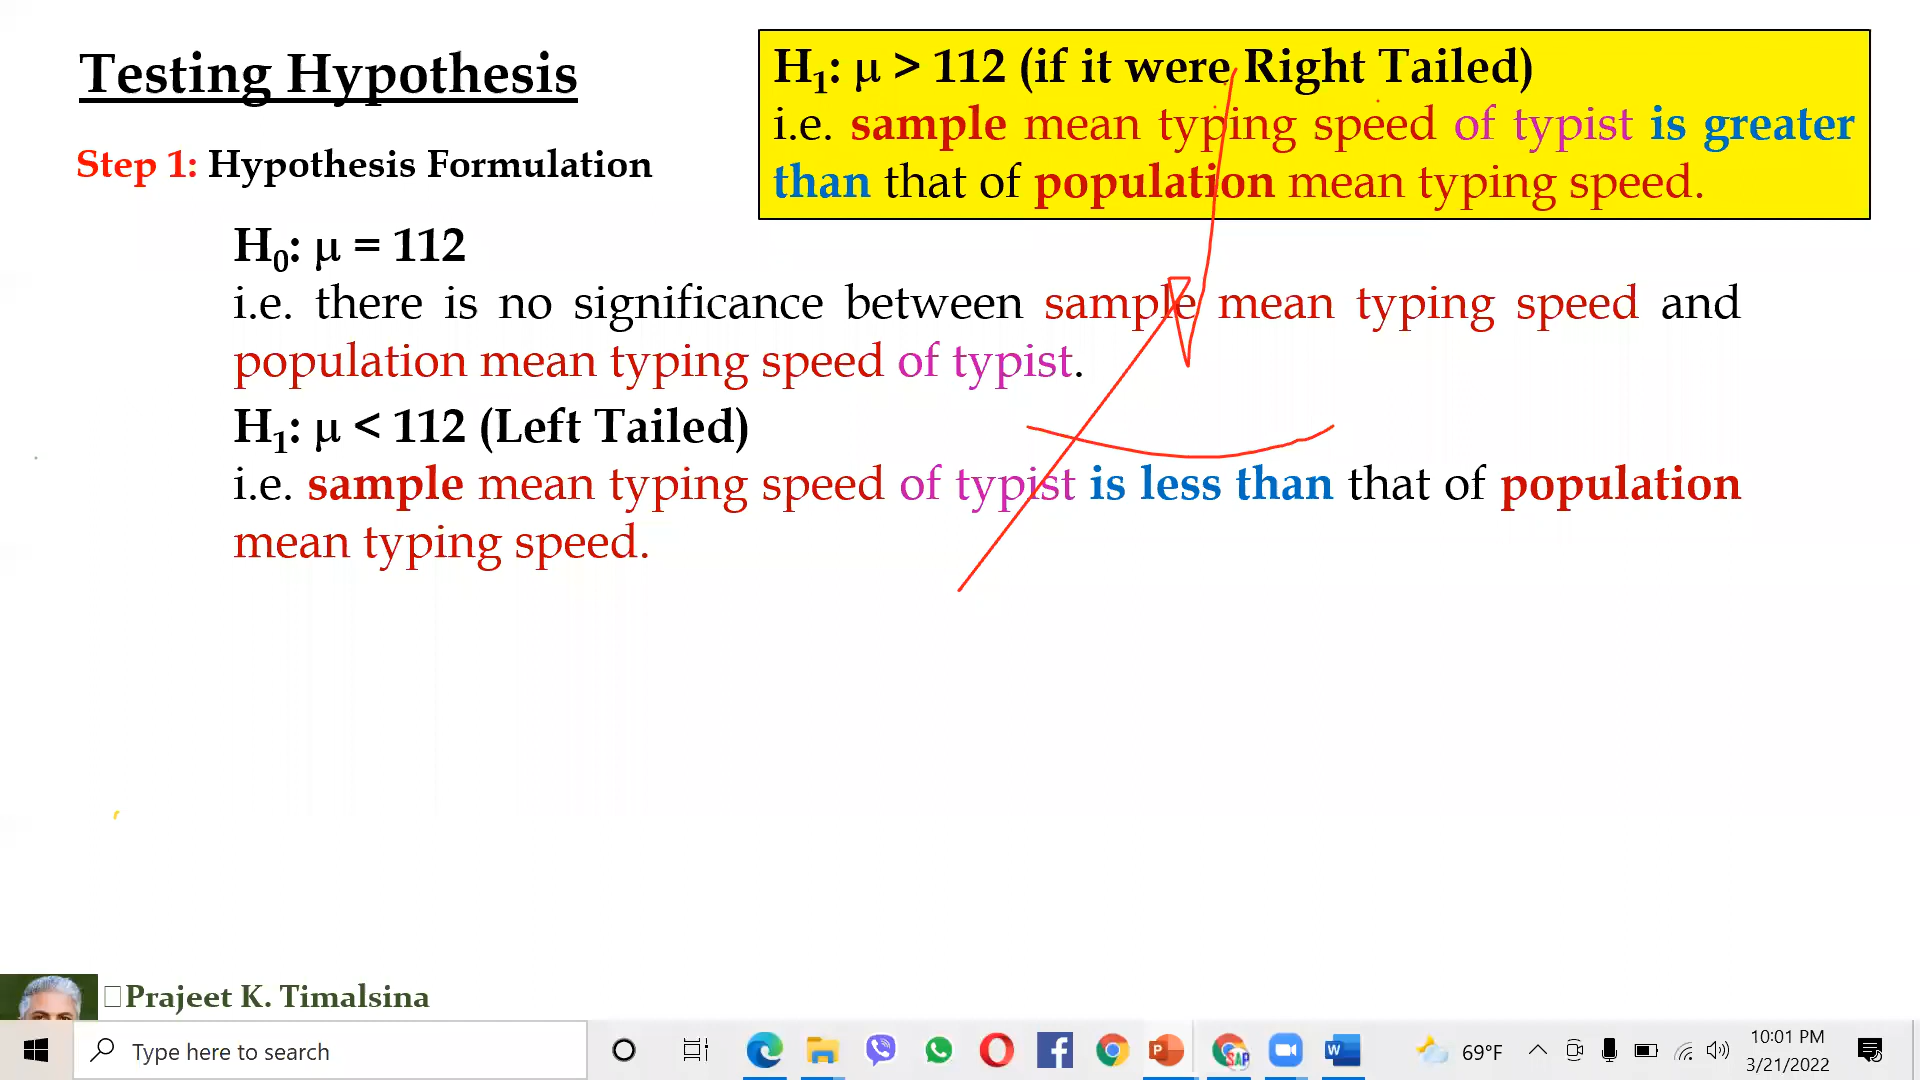 Testing Hypothesis
H₁: μ > 112 (if it were Right Tailed)
i.e. sample mean typing speed of typist is greater
than that of population mean typing speed.
Step 1: Hypothesis Formulation
H₀: μ = 112
i.e. there is no significance between sample mean typing speed and
population mean typing speed of typist.
H₁: μ < 112 (Left Tailed)
i.e. sample mean typing speed of typist is less than that of population
mean typing speed.
Prajeet K. Timalsina
Type here to search
SAP
69°F
10:01 PM
3/21/2022